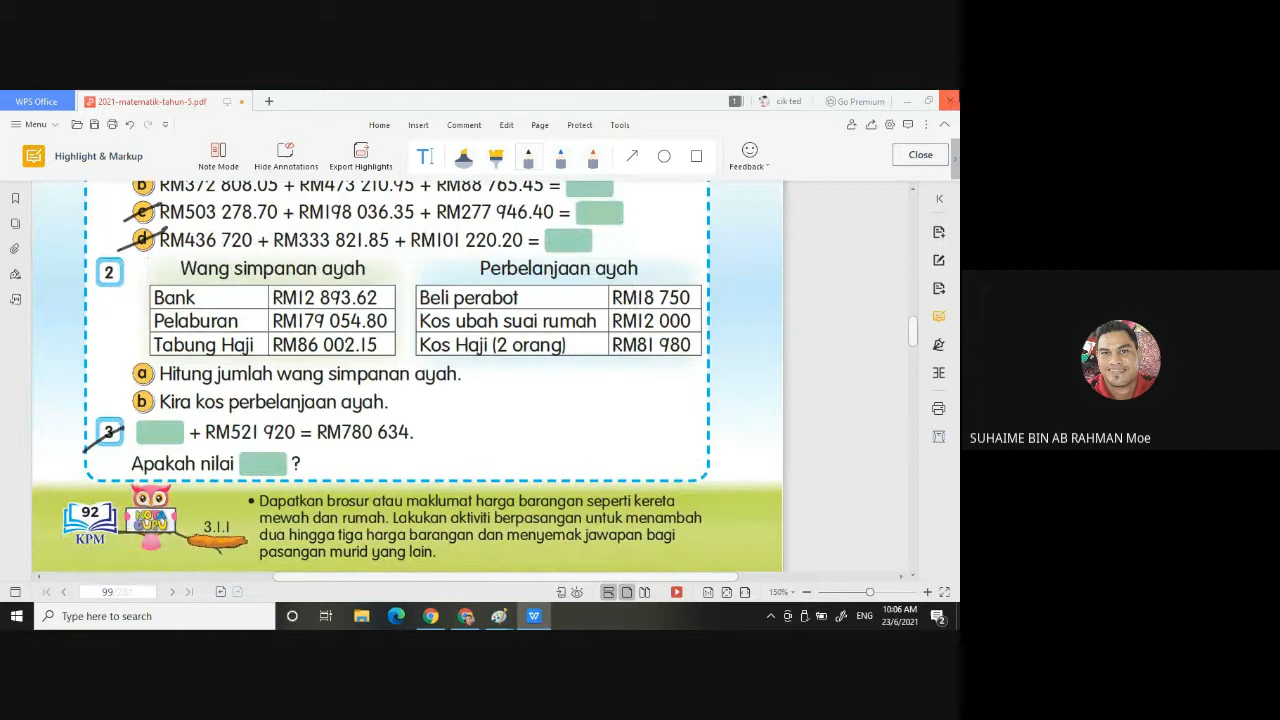 WPS Office
2021-matematik-tahun-5.pdf
1
cik ted
Go Premium
Menu
Home
Insert
Comment
Edit
Page
Protect
Tools
Highlight & Markup
Note Mode
Hide Annotations
Export Highlights
Feedback
Close
b RM372 808.05 + RM473 210.95 + RM88 765.45 =
c RM503 278.70 + RM198 036.35 + RM277 946.40 =
d RM436 720 + RM333 821.85 + RM101 220.20 =
2 Wang simpanan ayah
Bank RM12 893.62
Pelaburan RM179 054.80
Tabung Haji RM86 002.15
Perbelanjaan ayah
Beli perabot RM18 750
Kos ubah suai rumah RM12 000
Kos Haji (2 orang) RM81 980
a Hitung jumlah wang simpanan ayah.
b Kira kos perbelanjaan ayah.
3 + RM521 920 = RM780 634.
Apakah nilai ?
92
KPM
NOTA
GURU
3.1.1
• Dapatkan brosur atau maklumat harga barangan seperti kereta
mewah dan rumah. Lakukan aktiviti berpasangan untuk menambah
dua hingga tiga harga barangan dan menyemak jawapan bagi
pasangan murid yang lain.
SUHAIME BIN AB RAHMAN Moe
150%
Type here to search
ENG
10:06 AM
23/6/2021
2